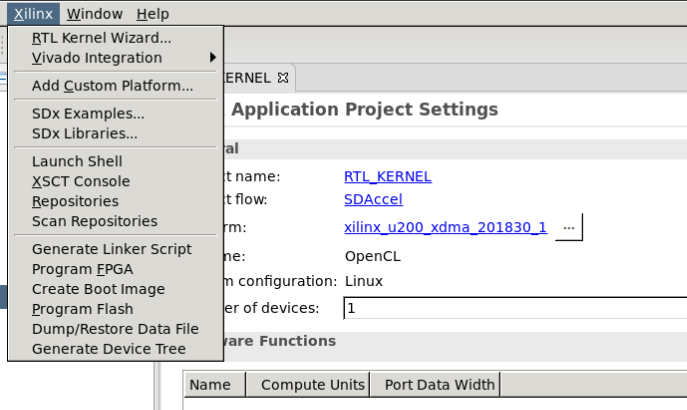 Xilinx Window Help
RTL Kernel Wizard...
Vivado Integration
Add Custom Platform...
SDx Examples...
SDx Libraries...
Launch Shell
XSCT Console
Repositories
Scan Repositories
Generate Linker Script
Program FPGA
Create Boot Image
Program Flash
Dump/Restore Data File
Generate Device Tree
ERNEL
Application Project Settings
ral
ct name: RTL_KERNEL
ct flow: SDAccel
rm: xilinx_u200_xdma_201830_1 ...
me: OpenCL
m configuration: Linux
er of devices: 1
ware Functions
Name Compute Units Port Data Width